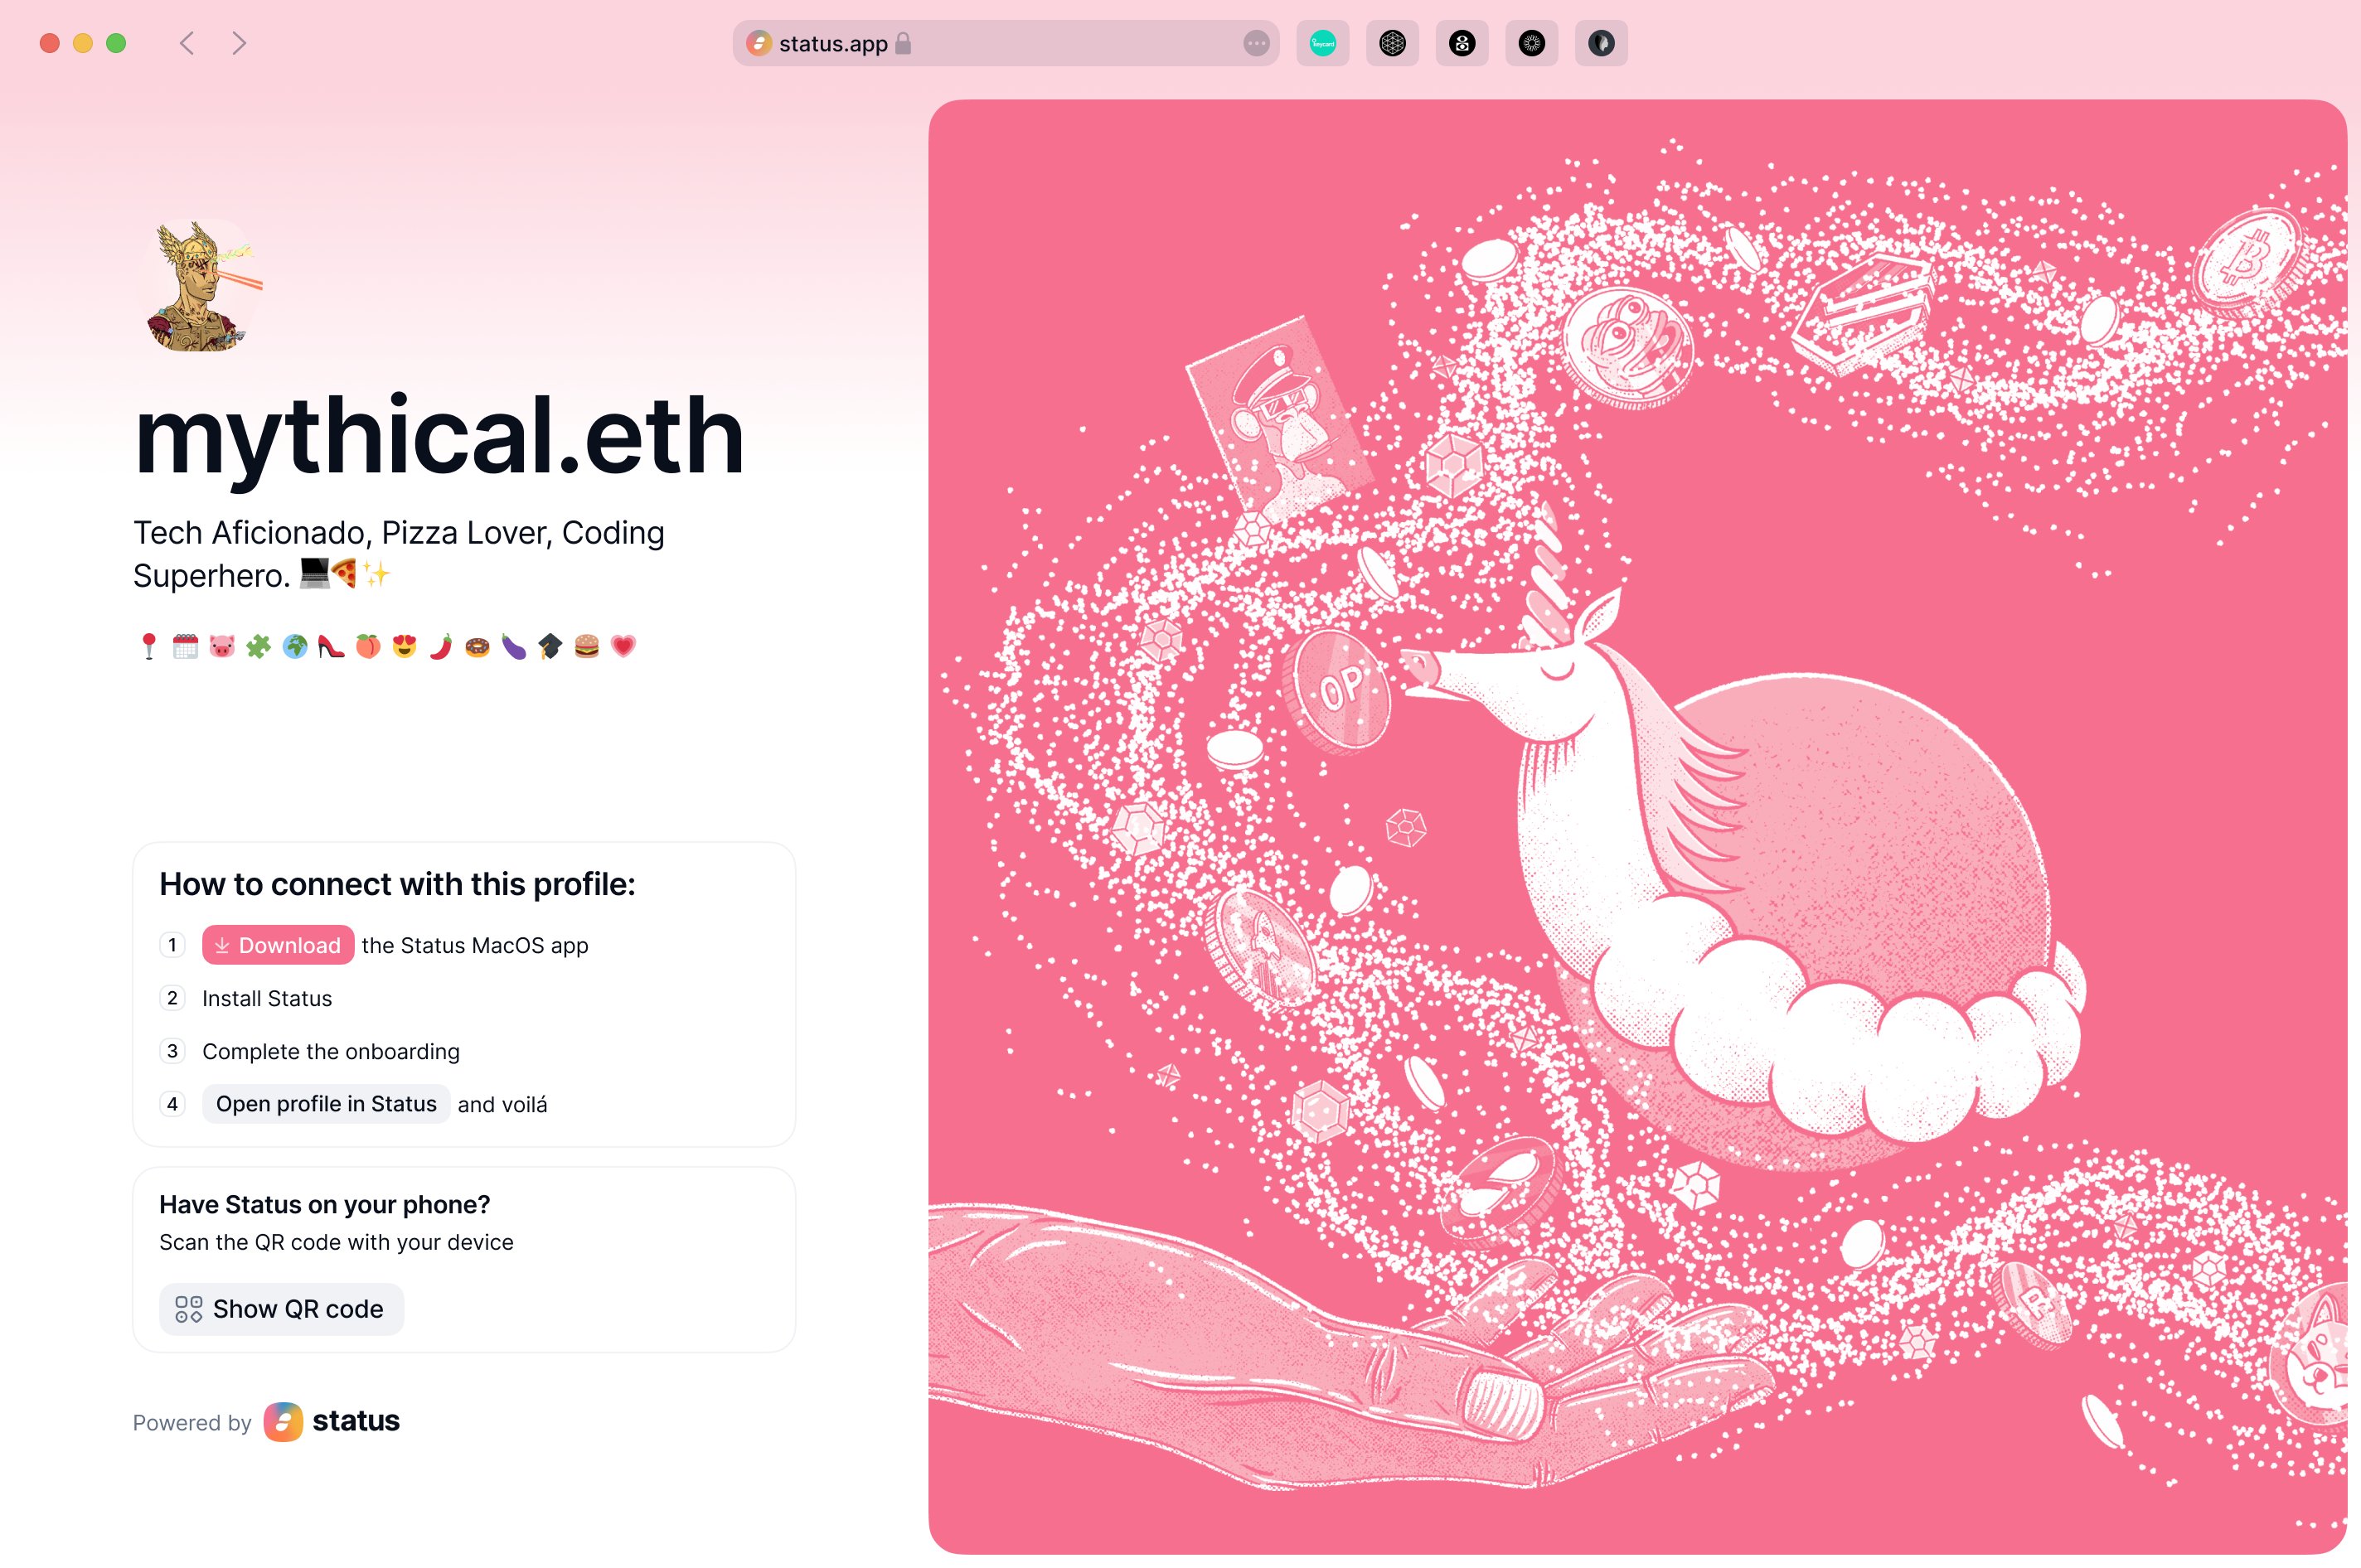 status.app
keycard
mythical.eth
Tech Aficionado, Pizza Lover, Coding
Superhero. 💻🍕✨
How to connect with this profile:
1 Download the Status MacOS app
2 Install Status
3 Complete the onboarding
4 Open profile in Status and voilá
Have Status on your phone?
Scan the QR code with your device
Show QR code
Powered by status
OP
R